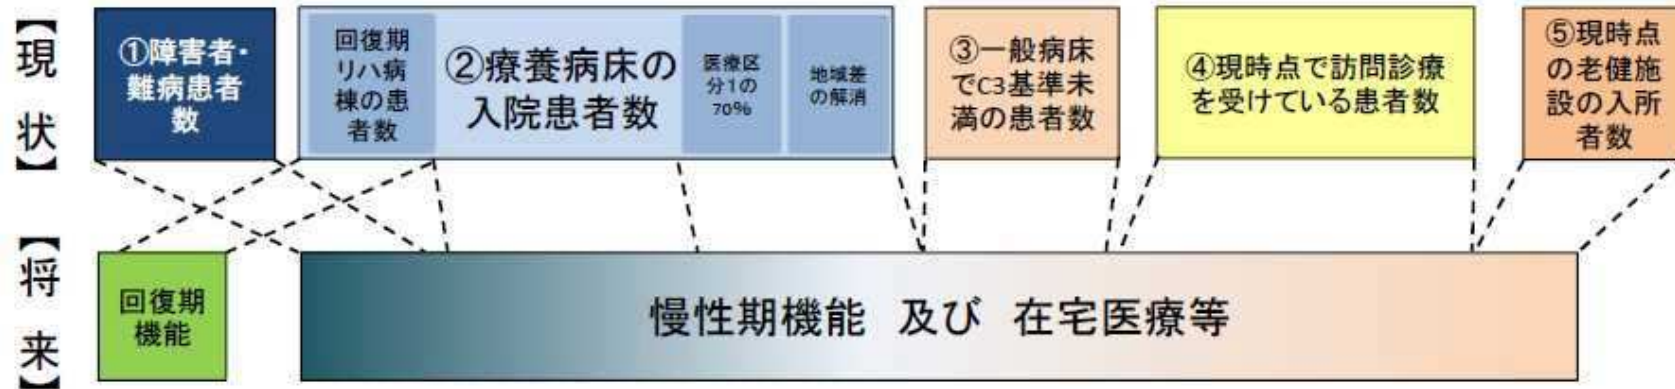 【現状】
①障害者・
難病患者
数
回復期
リハ病
棟の患
者数
②療養病床の
入院患者数
医療区
分1の
70%
地域差
の解消
③一般病床
でC3基準未
満の患者数
④現時点で訪問診療
を受けている患者数
⑤現時点
の老健施
設の入所
者数
【将来】
回復期
機能
慢性期機能 及び 在宅医療等